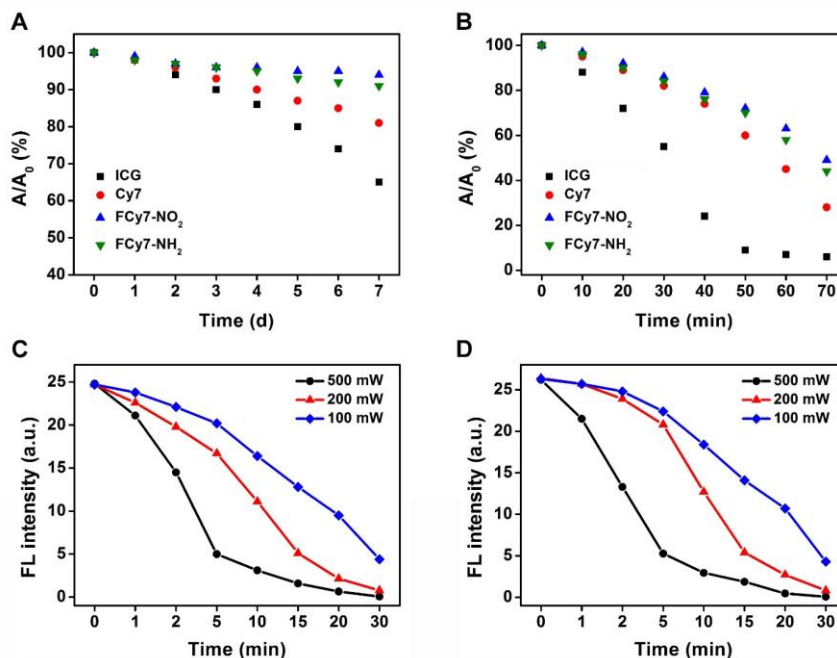 A
A/A₀ (%)
100
90
80
70
60
50
40
ICG
Cy7
FCy7-NO₂
FCy7-NH₂
0 1 2 3 4 5 6 7
Time (d)
B
A/A₀ (%)
100
80
60
40
20
0
ICG
Cy7
FCy7-NO₂
FCy7-NH₂
0 10 20 30 40 50 60 70
Time (min)
C
FL intensity (a.u.)
25
20
15
10
5
0
500 mW
200 mW
100 mW
0 1 2 5 10 15 20 30
Time (min)
D
FL intensity (a.u.)
25
20
15
10
5
0
500 mW
200 mW
100 mW
0 1 2 5 10 15 20 30
Time (min)